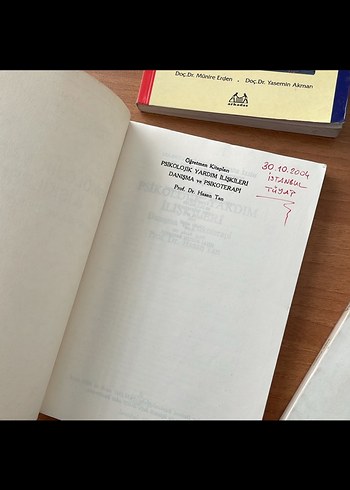 Doç.Dr. Münire Erden . Doç.Dr. Yasemin Akman
arkadaş
Öğretmen Kitapları
PSİKOLOJİK YARDIM İLİŞKİLERİ
DANIŞMA ve PSİKOTERAPİ
Prof. Dr. Hasan Tan
30.10.2004
İSTANBUL
TÜYAP